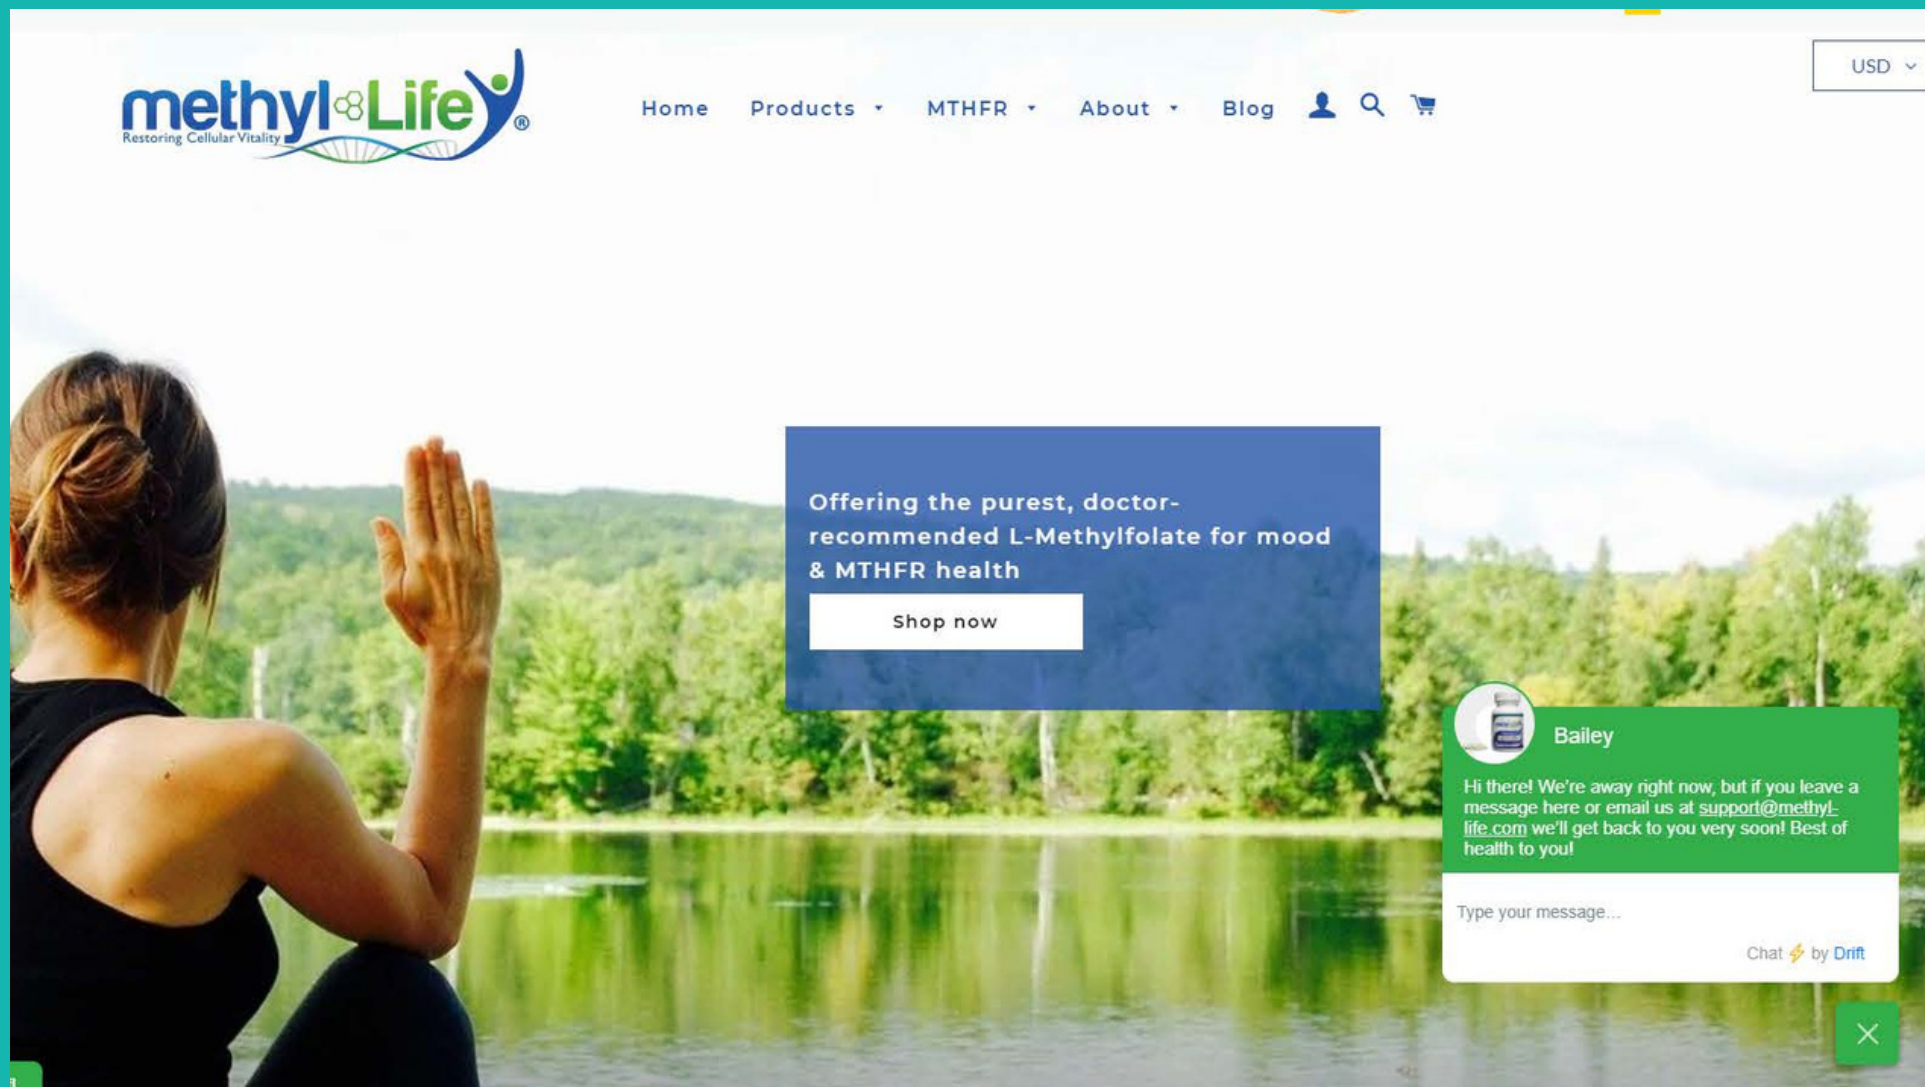 USD
methyl Life ®
Restoring Cellular Vitality
Home Products MTHFR About Blog
Offering the purest, doctor-
recommended L-Methylfolate for mood
& MTHFR health
Shop now
Bailey
Hi there! We're away right now, but if you leave a
message here or email us at support@methyl-
life.com we'll get back to you very soon! Best of
health to you!
Type your message...
Chat ⚡ by Drift